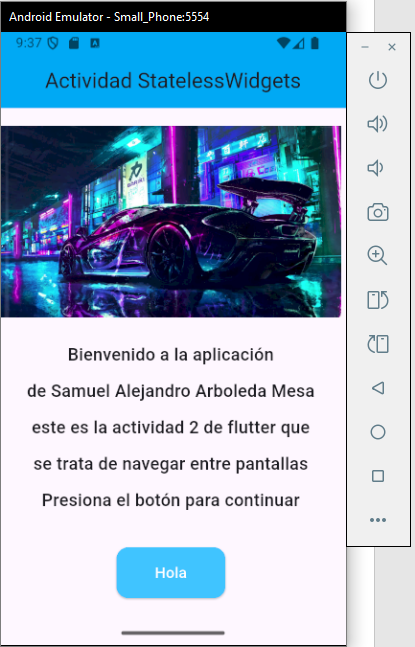 Android Emulator - Small_Phone:5554
9:37
A
Actividad StatelessWidgets
Bienvenido a la aplicación
de Samuel Alejandro Arboleda Mesa
este es la actividad 2 de flutter que
se trata de navegar entre pantallas
Presiona el botón para continuar
Hola